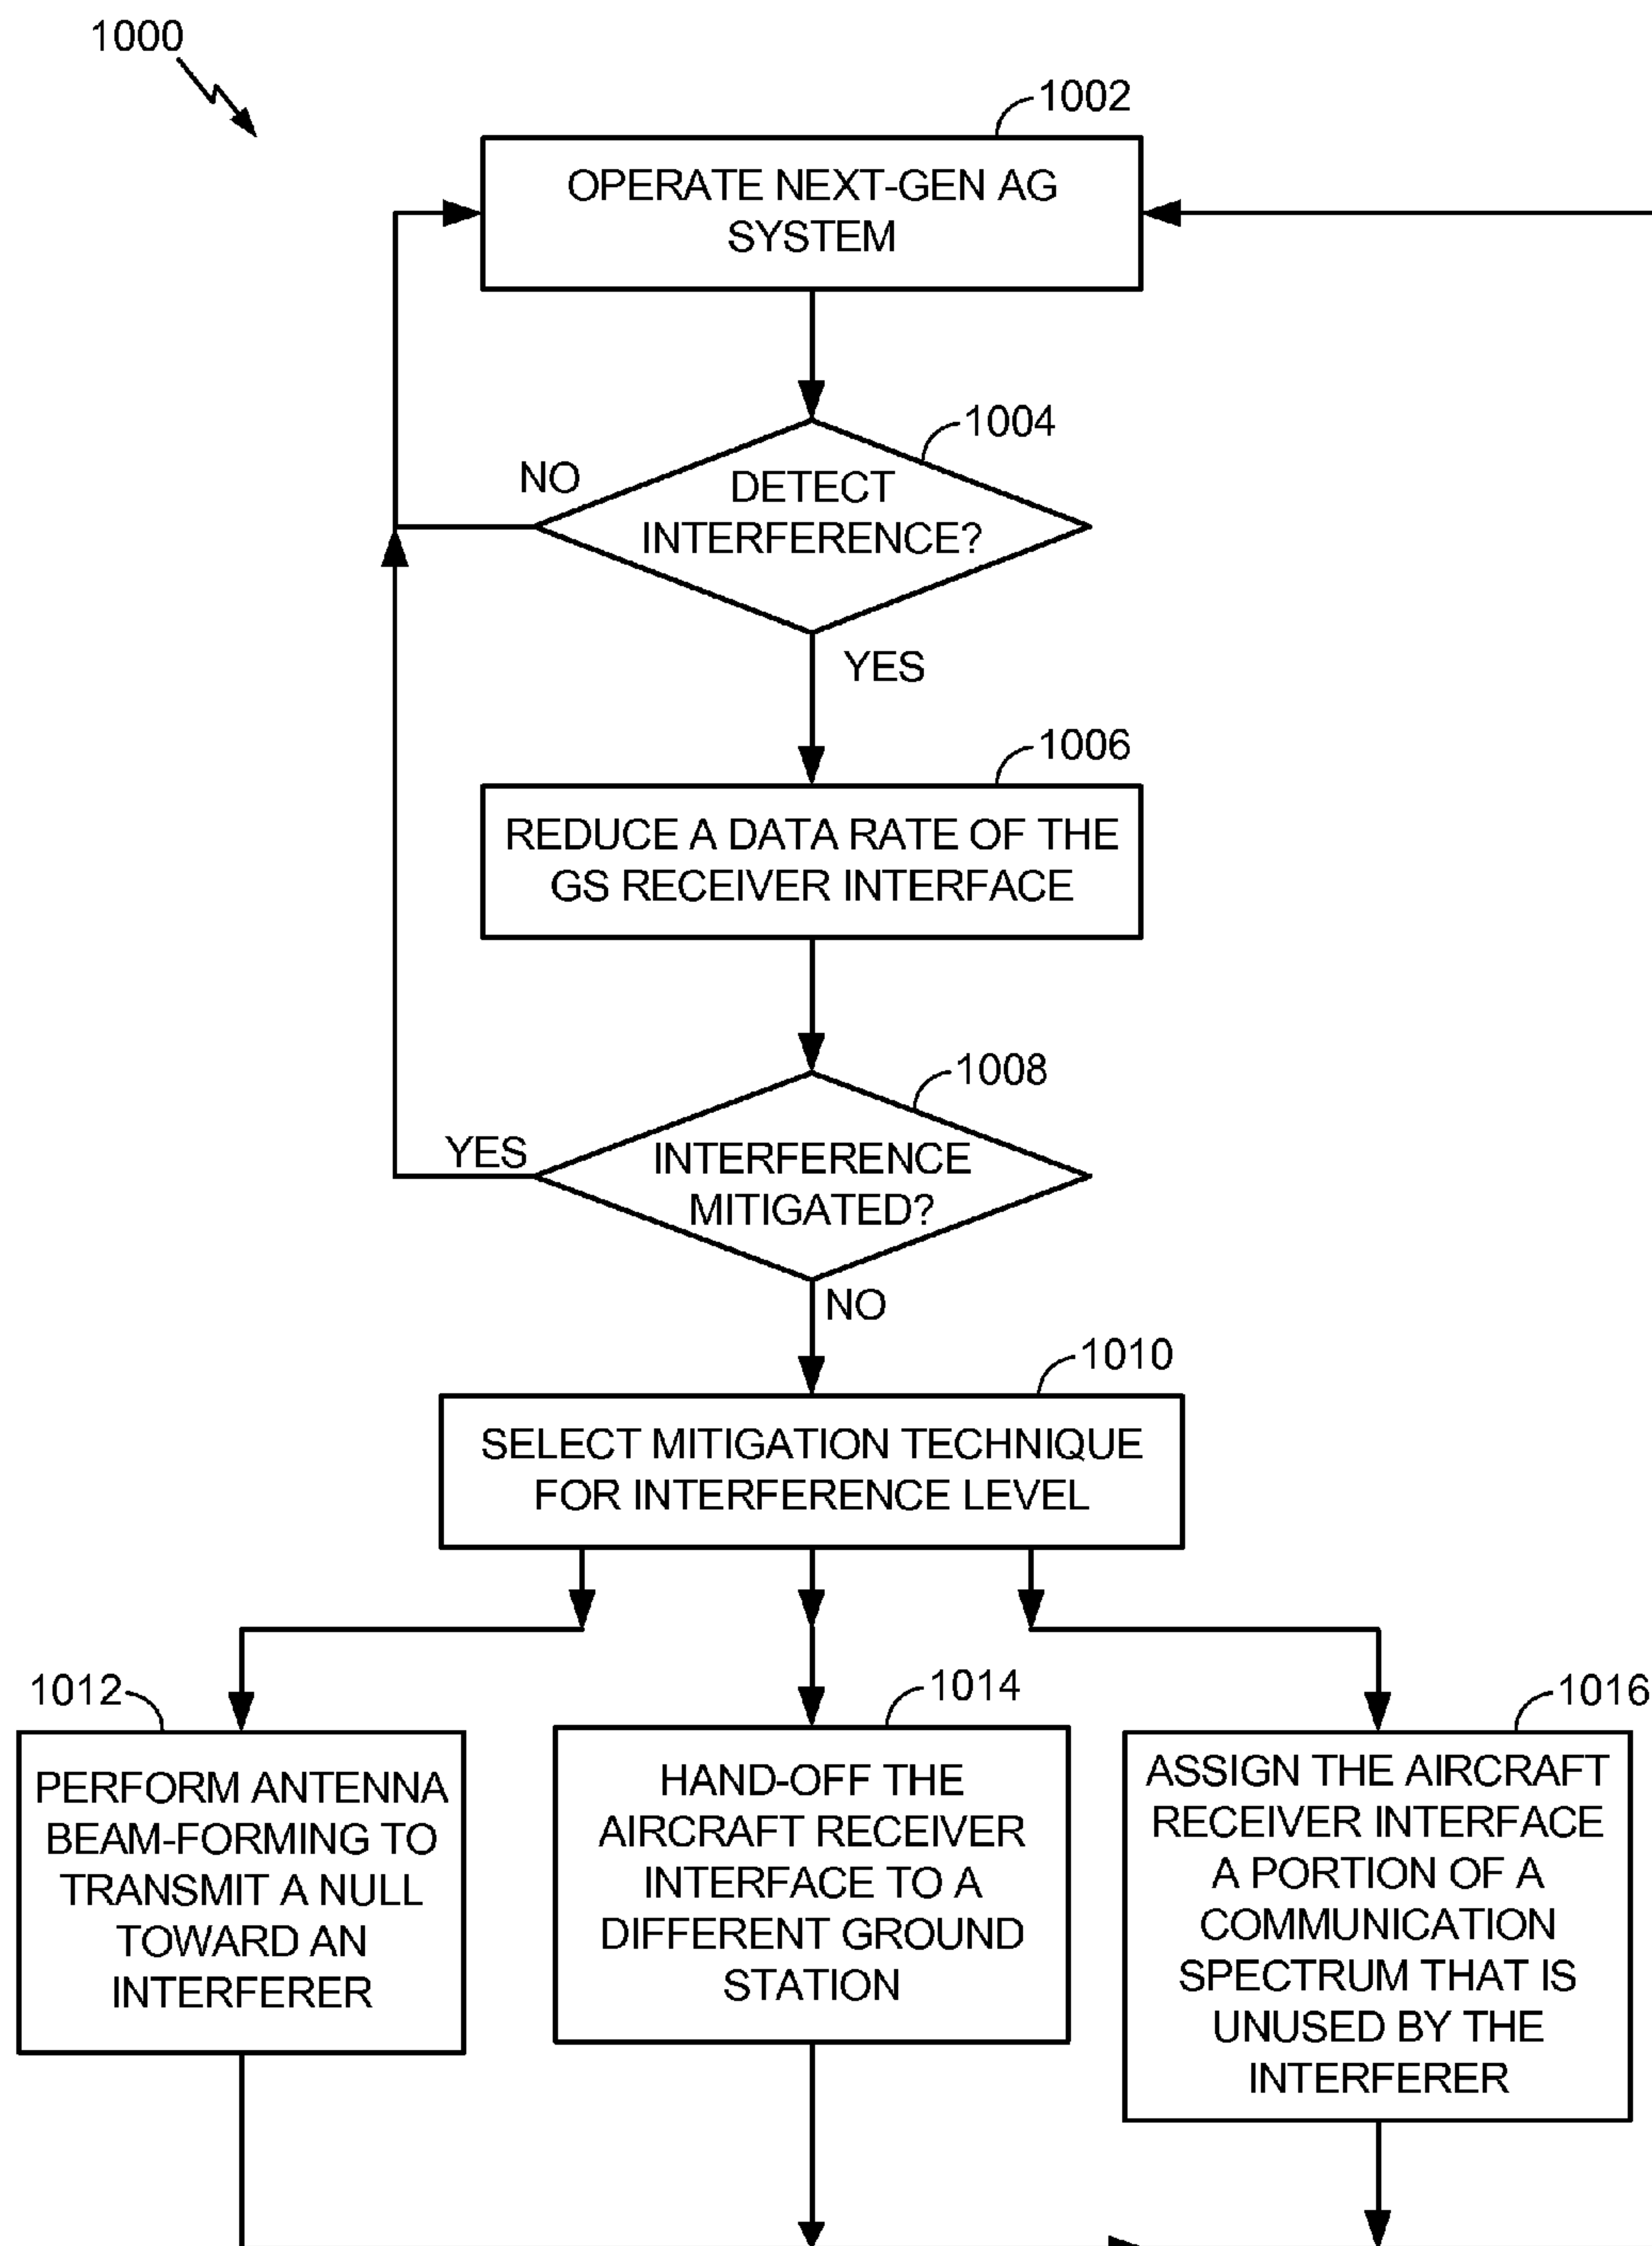 1000
1002
OPERATE NEXT-GEN AG
SYSTEM
1004
NO
DETECT
INTERFERENCE?
YES
1006
REDUCE A DATA RATE OF THE
GS RECEIVER INTERFACE
1008
YES
INTERFERENCE
MITIGATED?
NO
1010
SELECT MITIGATION TECHNIQUE
FOR INTERFERENCE LEVEL
1012
PERFORM ANTENNA
BEAM-FORMING TO
TRANSMIT A NULL
TOWARD AN
INTERFERER
1014
HAND-OFF THE
AIRCRAFT RECEIVER
INTERFACE TO A
DIFFERENT GROUND
STATION
1016
ASSIGN THE AIRCRAFT
RECEIVER INTERFACE
A PORTION OF A
COMMUNICATION
SPECTRUM THAT IS
UNUSED BY THE
INTERFERER